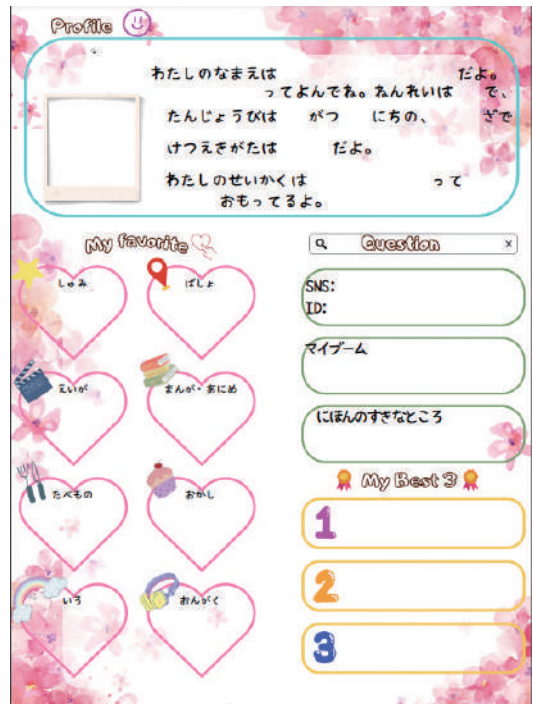 Profile
わたしのなまえは だよ。
ってよんでね。ねんれいは で、
たんじょうびは がつ にちの、 ざで
けつえきがたは だよ。
わたしのせいかくは って
おもってるよ。
My favorite
しゅみ
ばしょ
えいが
まんが・あにめ
たべもの
おかし
いろ
おんがく
Question x
SNS:
ID:
マイブーム
にほんのすきなところ
My Best 3
1
2
3